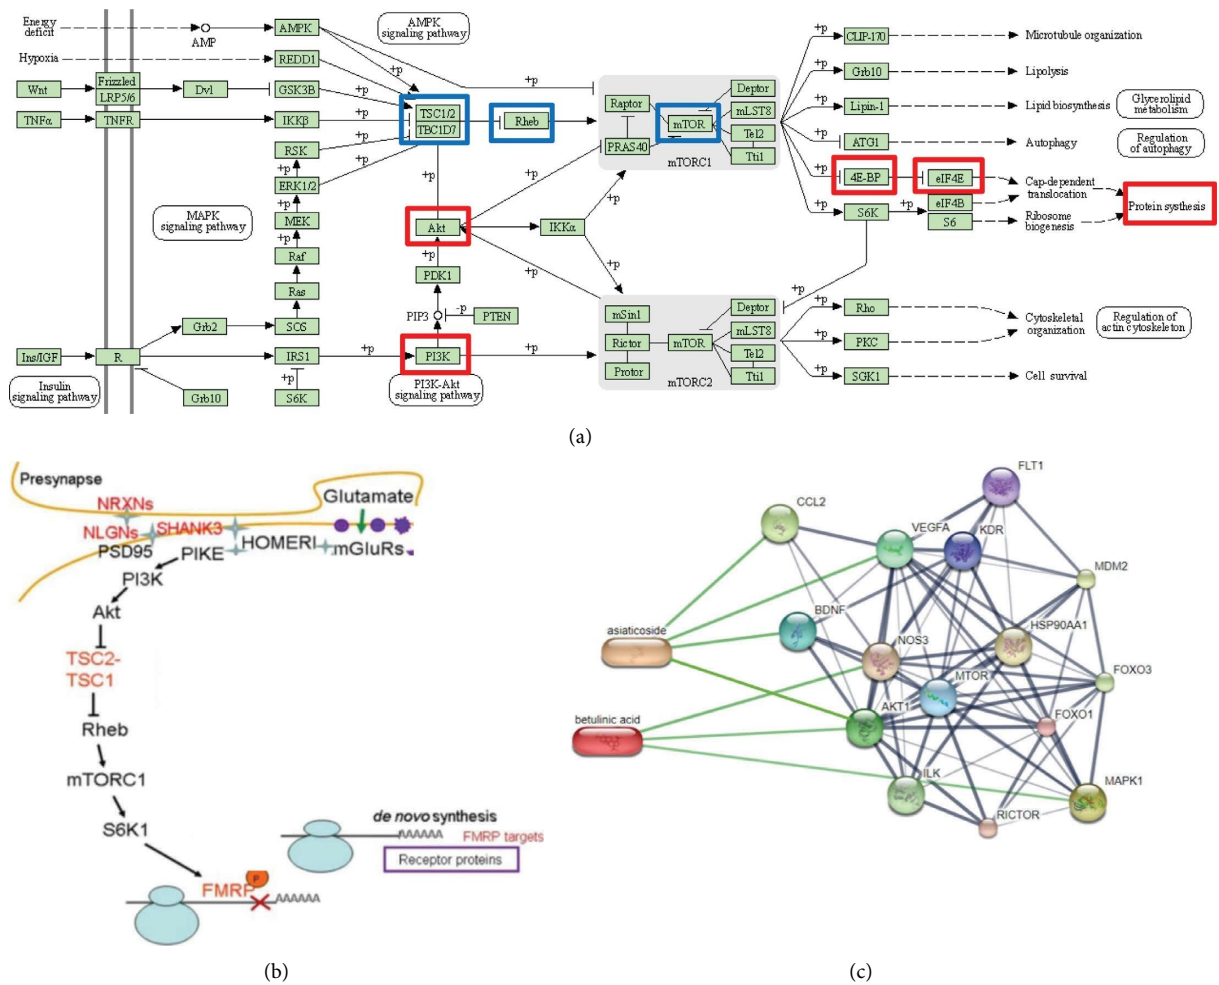 Energy deficit
AMP
AMPK
AMPK signaling pathway
+p
+p
+p
Hypoxia
REDD1
+p
Wnt
Frizzled
LRP5/6
Dvl
GSK3B
+p
TNFα
TNFR
IKKβ
+p
TSC1/2
TBC1D7
Rheb
RSK
+p
+p
ERK1/2
+p
+p
MEK
+p
Raf
Ras
SOS
MAPK signaling pathway
Grb2
Ins/IGF
R
IRS1
+p
+p
S6K
Grb10
Insulin signaling pathway
Akt
+p
PDK1
PIP3
-p
PTEN
PI3K
+p
PI3K-Akt signaling pathway
+p
+p
IKKα
+p
+p
+p
Raptor
PRAS40
mTOR
Deptor
mLST8
Tel2
Tti1
mTORC1
mSin1
Rictor
Protor
mTOR
Deptor
mLST8
Tel2
Tti1
mTORC2
+p
CLIP-170
Microtubule organization
+p
Grb10
Lipolysis
+p
Lipin-1
Lipid biosynthesis
Glycerolipid metabolism
+p
ATG1
Autophagy
Regulation of autophagy
+p
4E-BP
eIF4E
Cap-dependent translocation
+p
S6K
+p
eIF4B
S6
Ribosome biogenesis
Protein systhesis
+p
+p
Rho
Cytoskeletal organization
Regulation of actin cytoskeleton
+p
PKC
+p
SGK1
Cell survival
(a)
Presynapse
NRXNs
Glutamate
NLGNs
SHANK3
PSD95
PIKE
HOMERI
mGluRs
PI3K
Akt
TSC2-
TSC1
Rheb
mTORC1
S6K1
de novo synthesis
AAAAAA
FMRP targets
Receptor proteins
P
FMRP
AAAAAA
(b)
FLT1
CCL2
VEGFA
KDR
MDM2
BDNF
HSP90AA1
asiaticoside
NOS3
FOXO3
MTOR
betulinic acid
AKT1
FOXO1
ILK
MAPK1
RICTOR
(c)